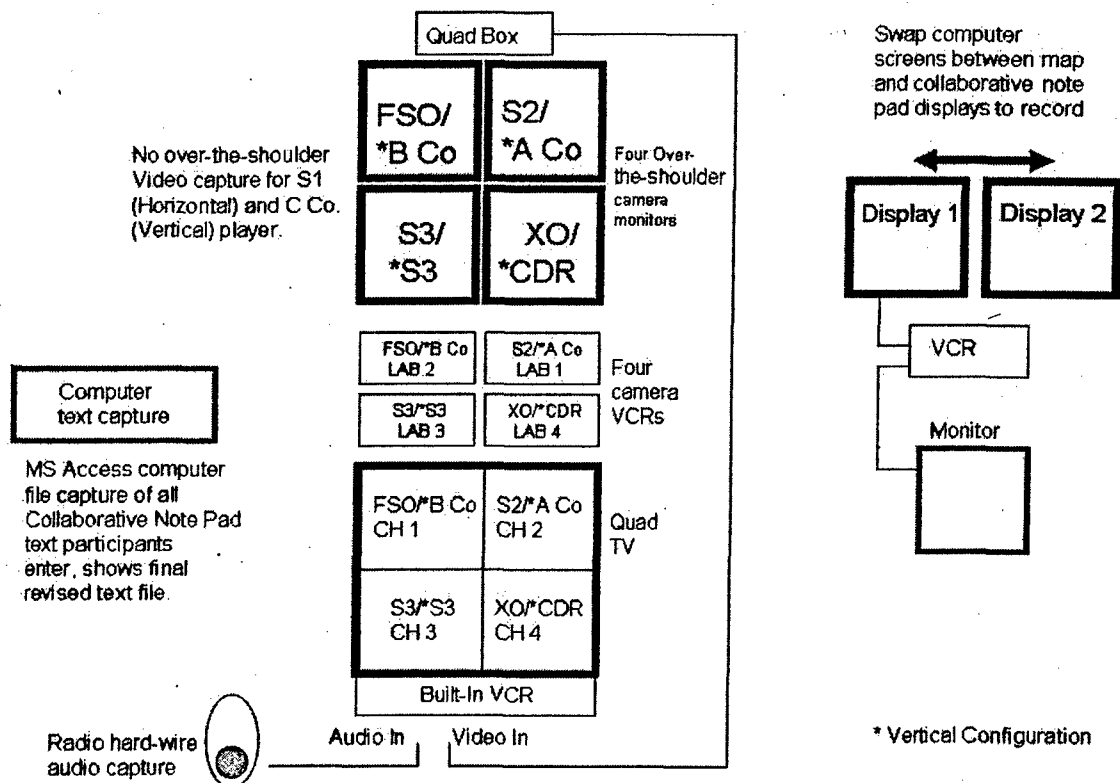 Quad Box
Swap computer
screens between map
and collaborative note
pad displays to record
No over-the-shoulder
Video capture for S1
(Horizontal) and C Co.
(Vertical) player.
FSO/
*B Co
S2/
*A Co
S3/
*S3
XO/
*CDR
Four Over-
the-shoulder
camera
monitors
Display 1
Display 2
VCR
Monitor
FSO/*B Co
LAB 2
S2/*A Co
LAB 1
S3/*S3
LAB 3
XO/*CDR
LAB 4
Four
camera
VCRs
Computer
text capture
MS Access computer
file capture of all
Collaborative Note Pad
text participants
enter, shows final
revised text file.
FSO/*B Co
CH 1
S2/*A Co
CH 2
S3/*S3
CH 3
XO/*CDR
CH 4
Quad
TV
Built-In VCR
Radio hard-wire
audio capture
Audio In
Video In
* Vertical Configuration